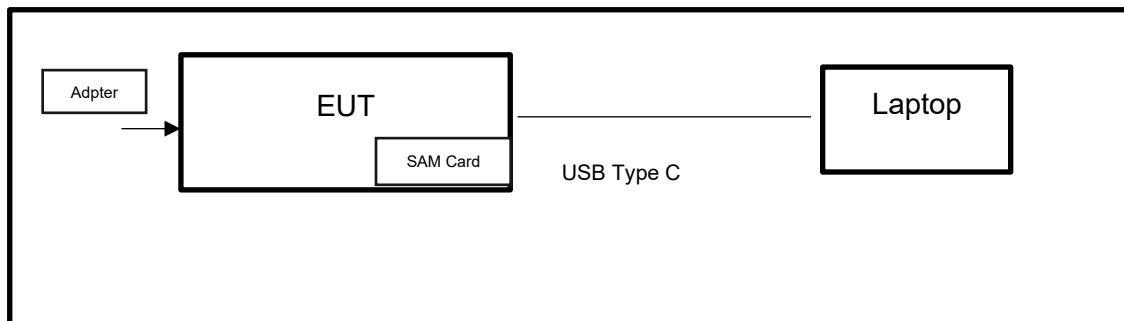 Adpter
EUT
SAM Card
USB Type C
Laptop